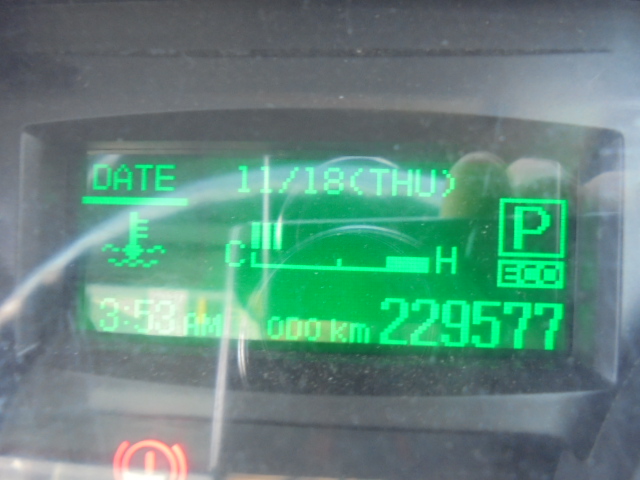 DATE 11/18(THU)
P
C H
ECO
3:53 AM 000 km 229577